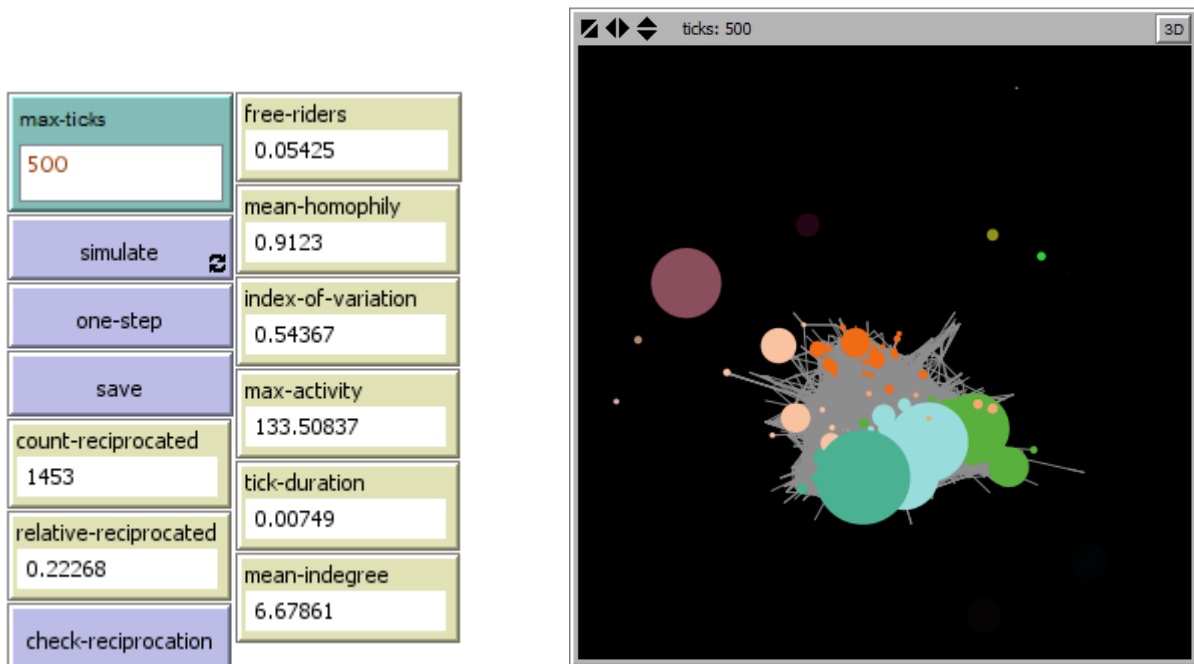 max-ticks
500
simulate
one-step
save
count-reciprocated
1453
relative-reciprocated
0.22268
check-reciprocation
free-riders
0.05425
mean-homophily
0.9123
index-of-variation
0.54367
max-activity
133.50837
tick-duration
0.00749
mean-indegree
6.67861
ticks: 500
3D